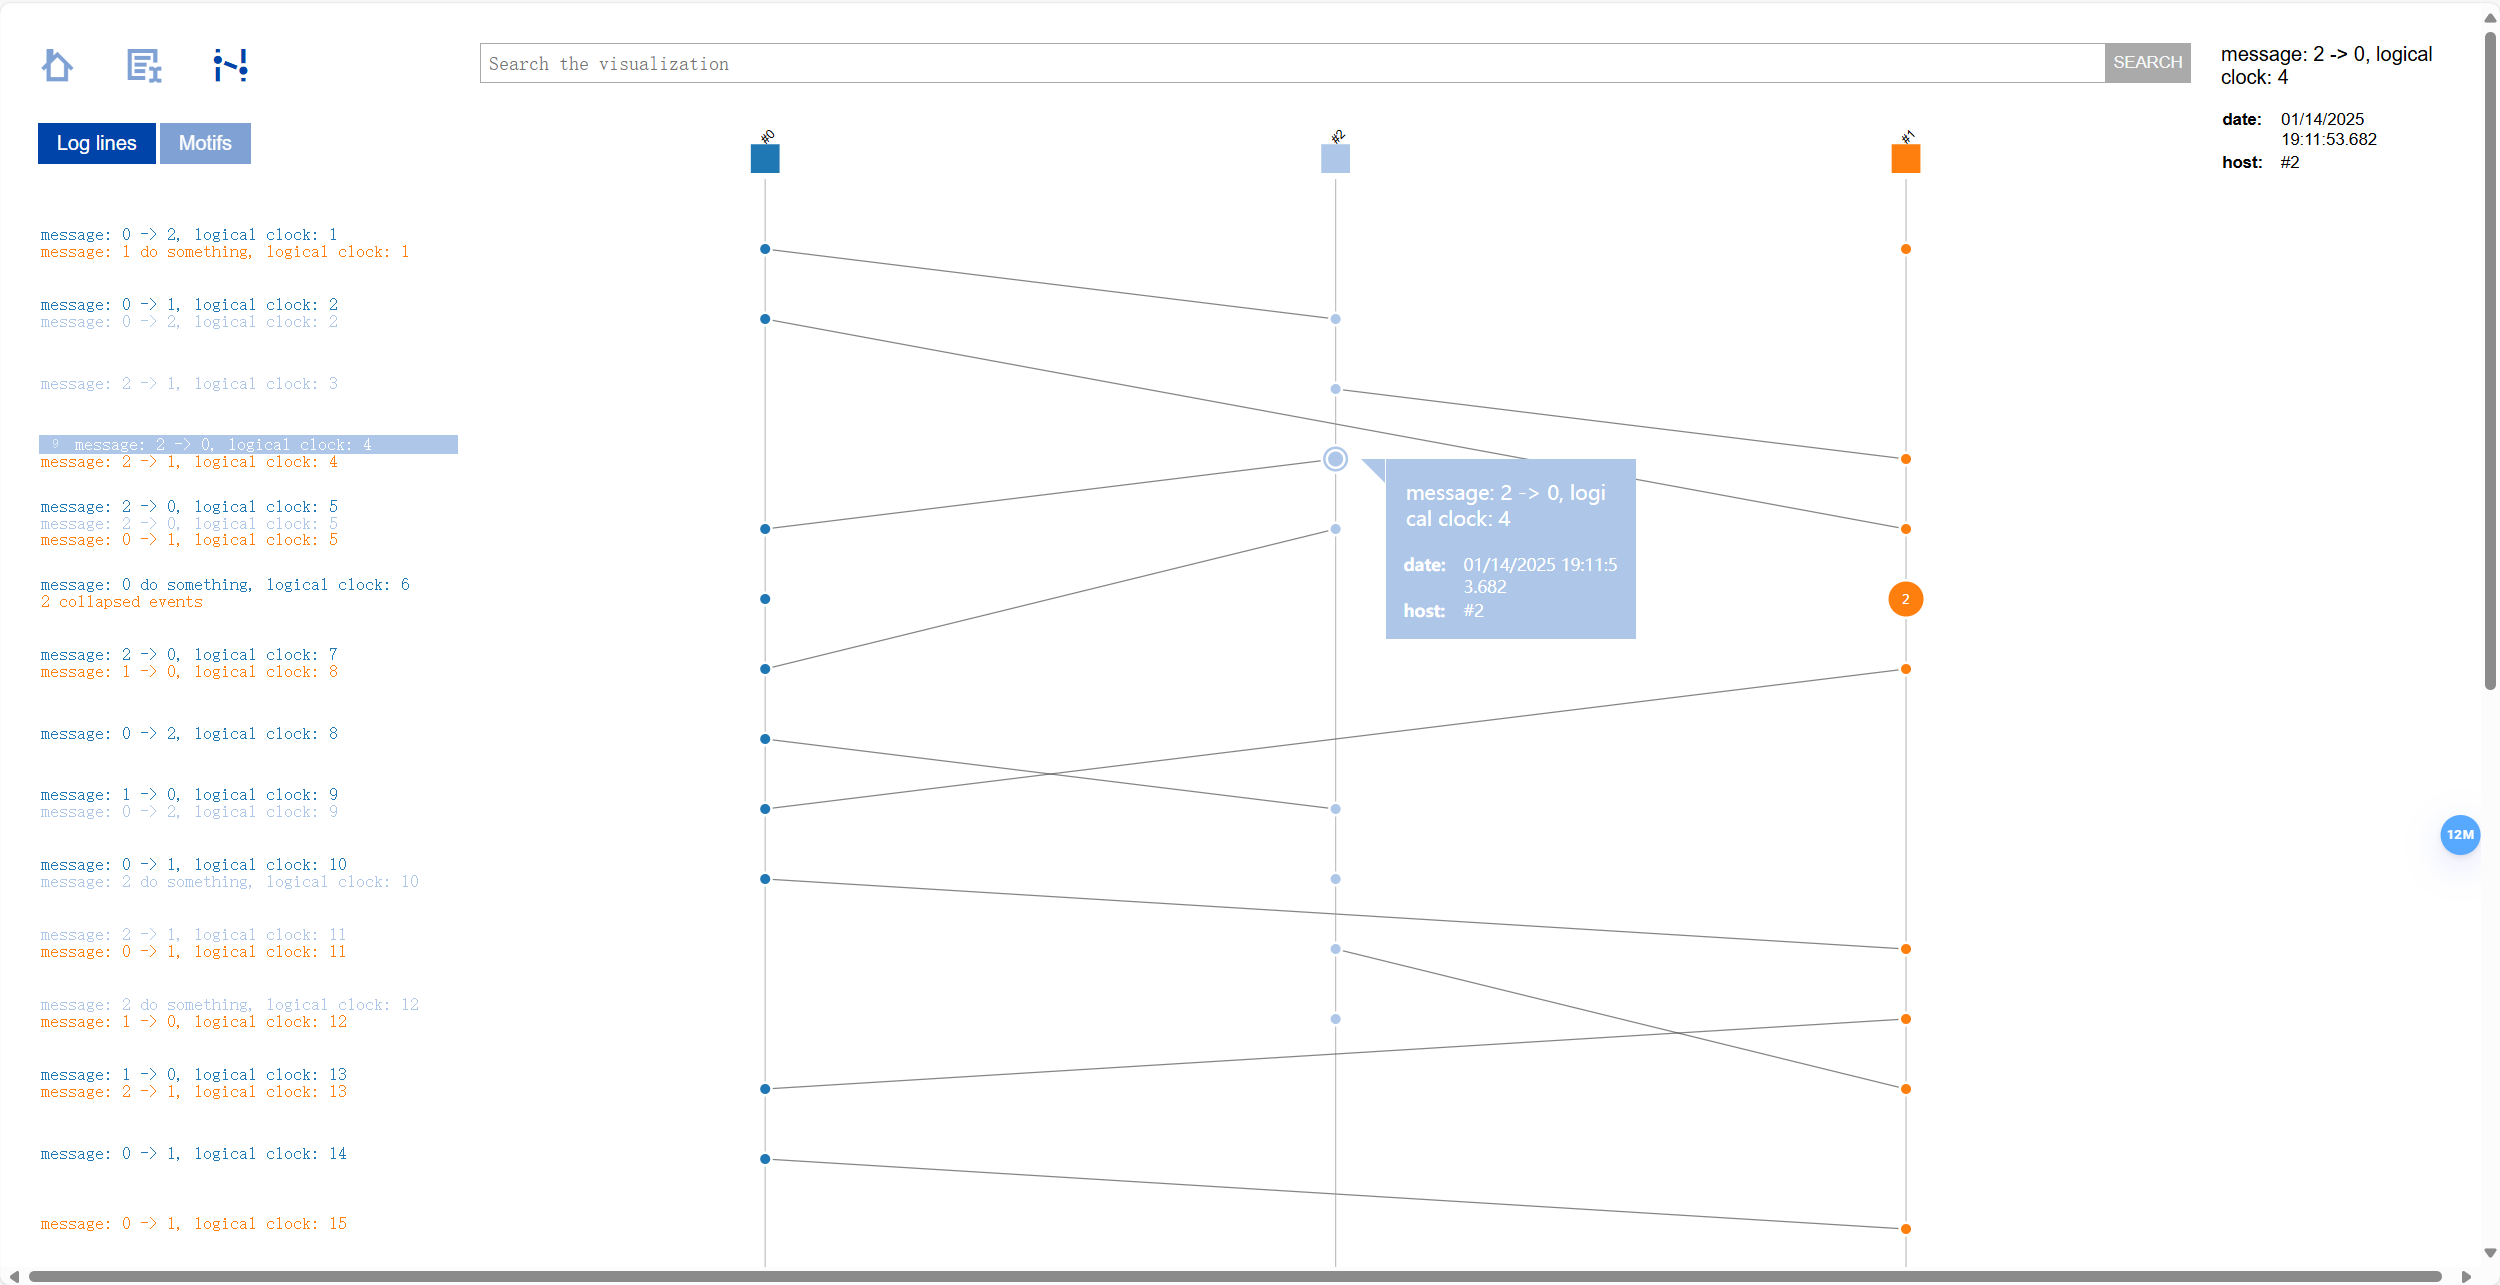 Search the visualization
SEARCH
message: 2 -> 0, logical
clock: 4
date: 01/14/2025
19:11:53.682
host: #2
Log lines
Motifs
#0
#2
#1
message: 0 -> 2, logical clock: 1
message: 1 do something, logical clock: 1
message: 0 -> 1, logical clock: 2
message: 0 -> 2, logical clock: 2
message: 2 -> 1, logical clock: 3
9 message: 2 -> 0, logical clock: 4
message: 2 -> 1, logical clock: 4
message: 2 -> 0, logical clock: 5
message: 2 -> 0, logical clock: 5
message: 0 -> 1, logical clock: 5
message: 0 do something, logical clock: 6
2 collapsed events
message: 2 -> 0, logical clock: 7
message: 1 -> 0, logical clock: 8
message: 0 -> 2, logical clock: 8
message: 1 -> 0, logical clock: 9
message: 0 -> 2, logical clock: 9
message: 0 -> 1, logical clock: 10
message: 2 do something, logical clock: 10
message: 2 -> 1, logical clock: 11
message: 0 -> 1, logical clock: 11
message: 2 do something, logical clock: 12
message: 1 -> 0, logical clock: 12
message: 1 -> 0, logical clock: 13
message: 2 -> 1, logical clock: 13
message: 0 -> 1, logical clock: 14
message: 0 -> 1, logical clock: 15
message: 2 -> 0, logi
cal clock: 4
date: 01/14/2025 19:11:5
3.682
host: #2
2
12M